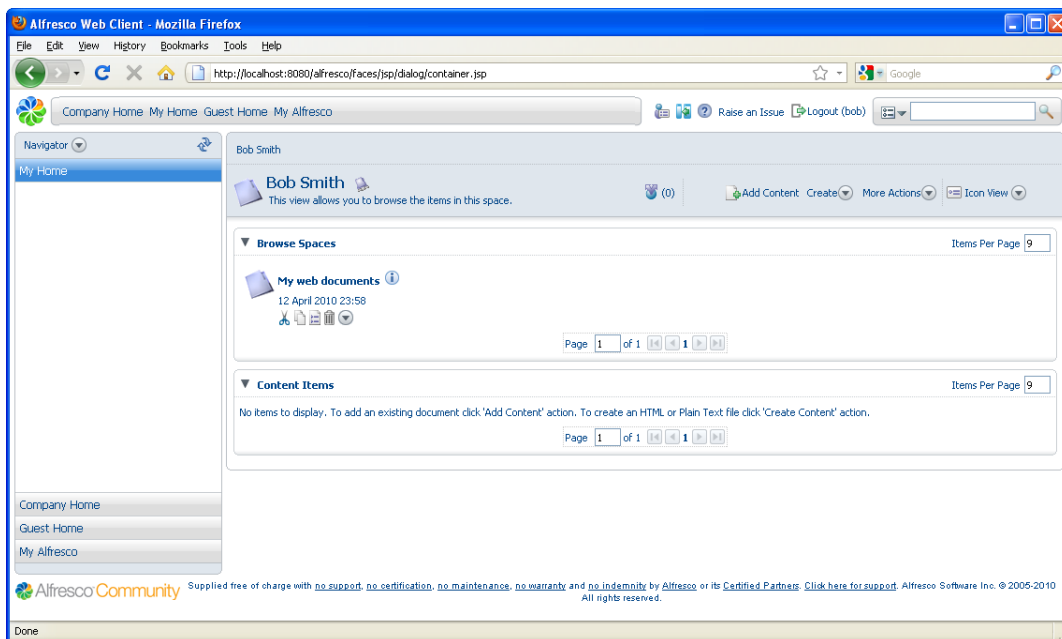 Alfresco Web Client - Mozilla Firefox
File Edit View History Bookmarks Tools Help
http://localhost:8080/alfresco/faces/jsp/dialog/container.jsp
Google
Company Home My Home Guest Home My Alfresco
Raise an Issue Logout (bob)
Navigator
My Home
Bob Smith
Bob Smith
This view allows you to browse the items in this space.
(0)
Add Content Create More Actions Icon View
Browse Spaces Items Per Page 9
My web documents
12 April 2010 23:58
Page 1 of 1 1
Content Items Items Per Page 9
No items to display. To add an existing document click 'Add Content' action. To create an HTML or Plain Text file click 'Create Content' action.
Page 1 of 1 1
Company Home
Guest Home
My Alfresco
Alfresco Community
Supplied free of charge with no support, no certification, no maintenance, no warranty and no indemnity by Alfresco or its Certified Partners. Click here for support. Alfresco Software Inc. © 2005-2010
All rights reserved.
Done